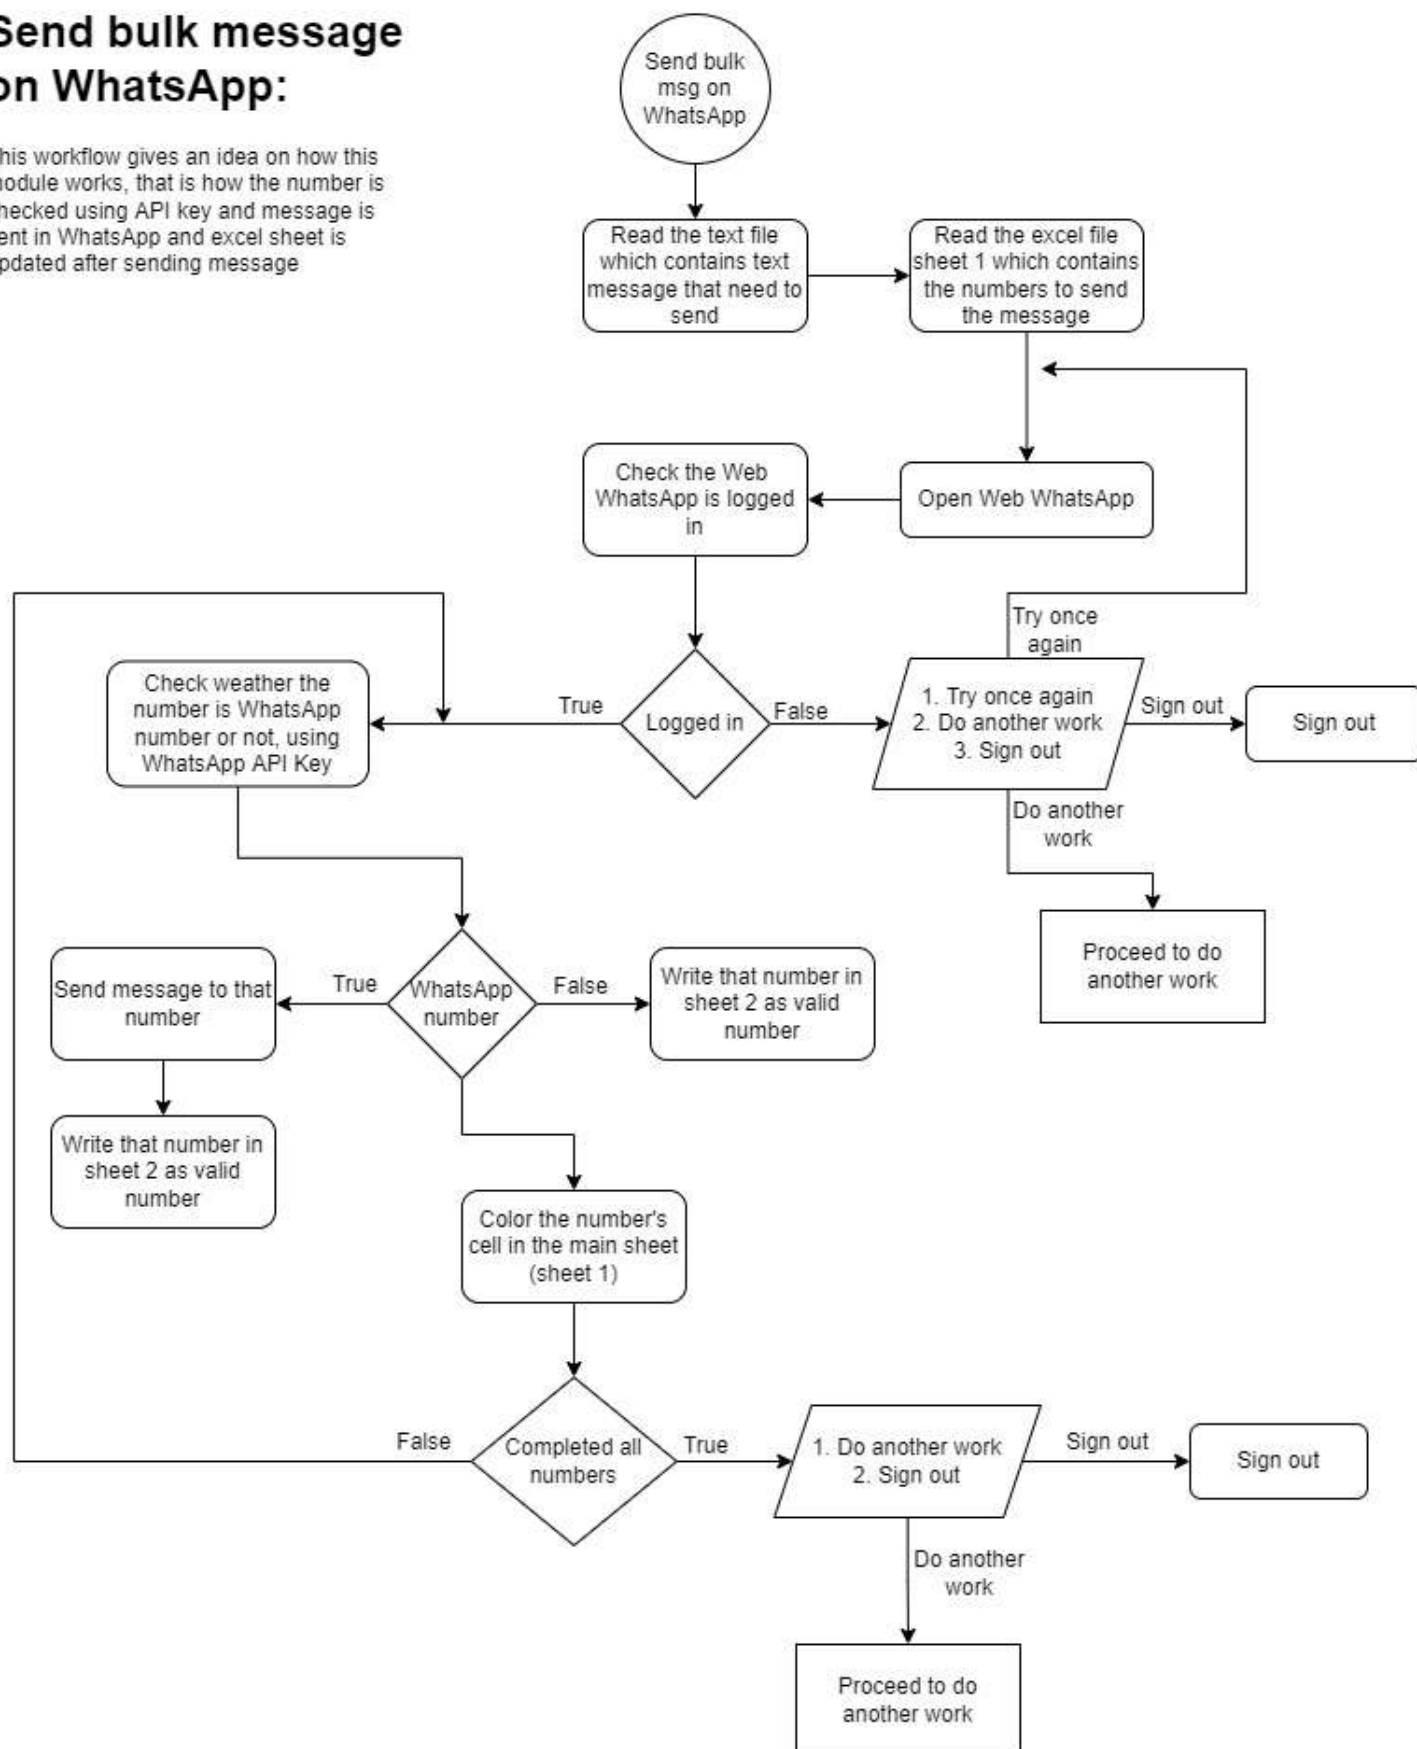 Send bulk message
on WhatsApp:
his workflow gives an idea on how this
module works, that is how the number is
hecked using API key and message is
ent in WhatsApp and excel sheet is
pdated after sending message
Send bulk
msg on
WhatsApp
Read the text file
which contains text
message that need to
send
Read the excel file
sheet 1 which contains
the numbers to send
the message
Check the Web
WhatsApp is logged
in
Open Web WhatsApp
Try once
again
Check weather the
number is WhatsApp
number or not, using
WhatsApp API Key
True
Logged in
False
1. Try once again
2. Do another work
3. Sign out
Sign out
Sign out
Do another
work
Proceed to do
another work
Send message to that
number
True
WhatsApp
number
False
Write that number in
sheet 2 as valid
number
Write that number in
sheet 2 as valid
number
Color the number's
cell in the main sheet
(sheet 1)
False
Completed all
numbers
True
1. Do another work
2. Sign out
Sign out
Sign out
Do another
work
Proceed to do
another work